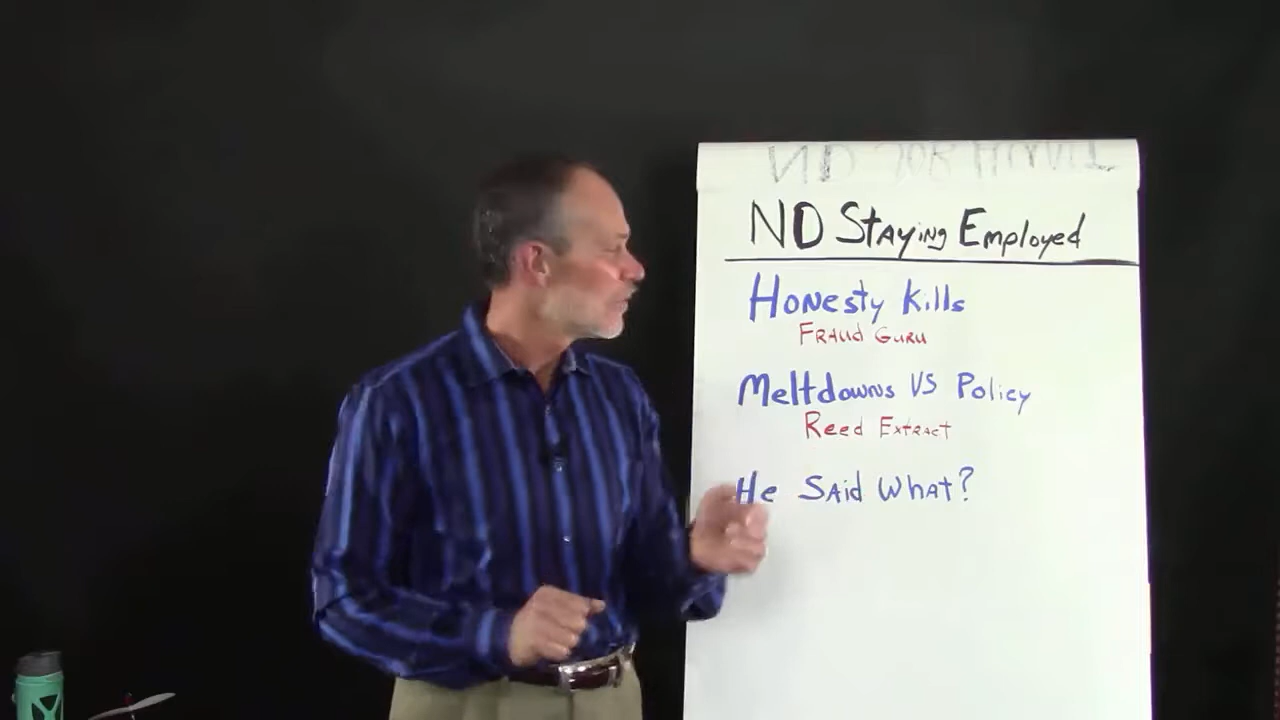 ND Staying Employed
Honesty Kills
Fraud Guru
Meltdowns VS Policy
Reed Extract
He Said What?